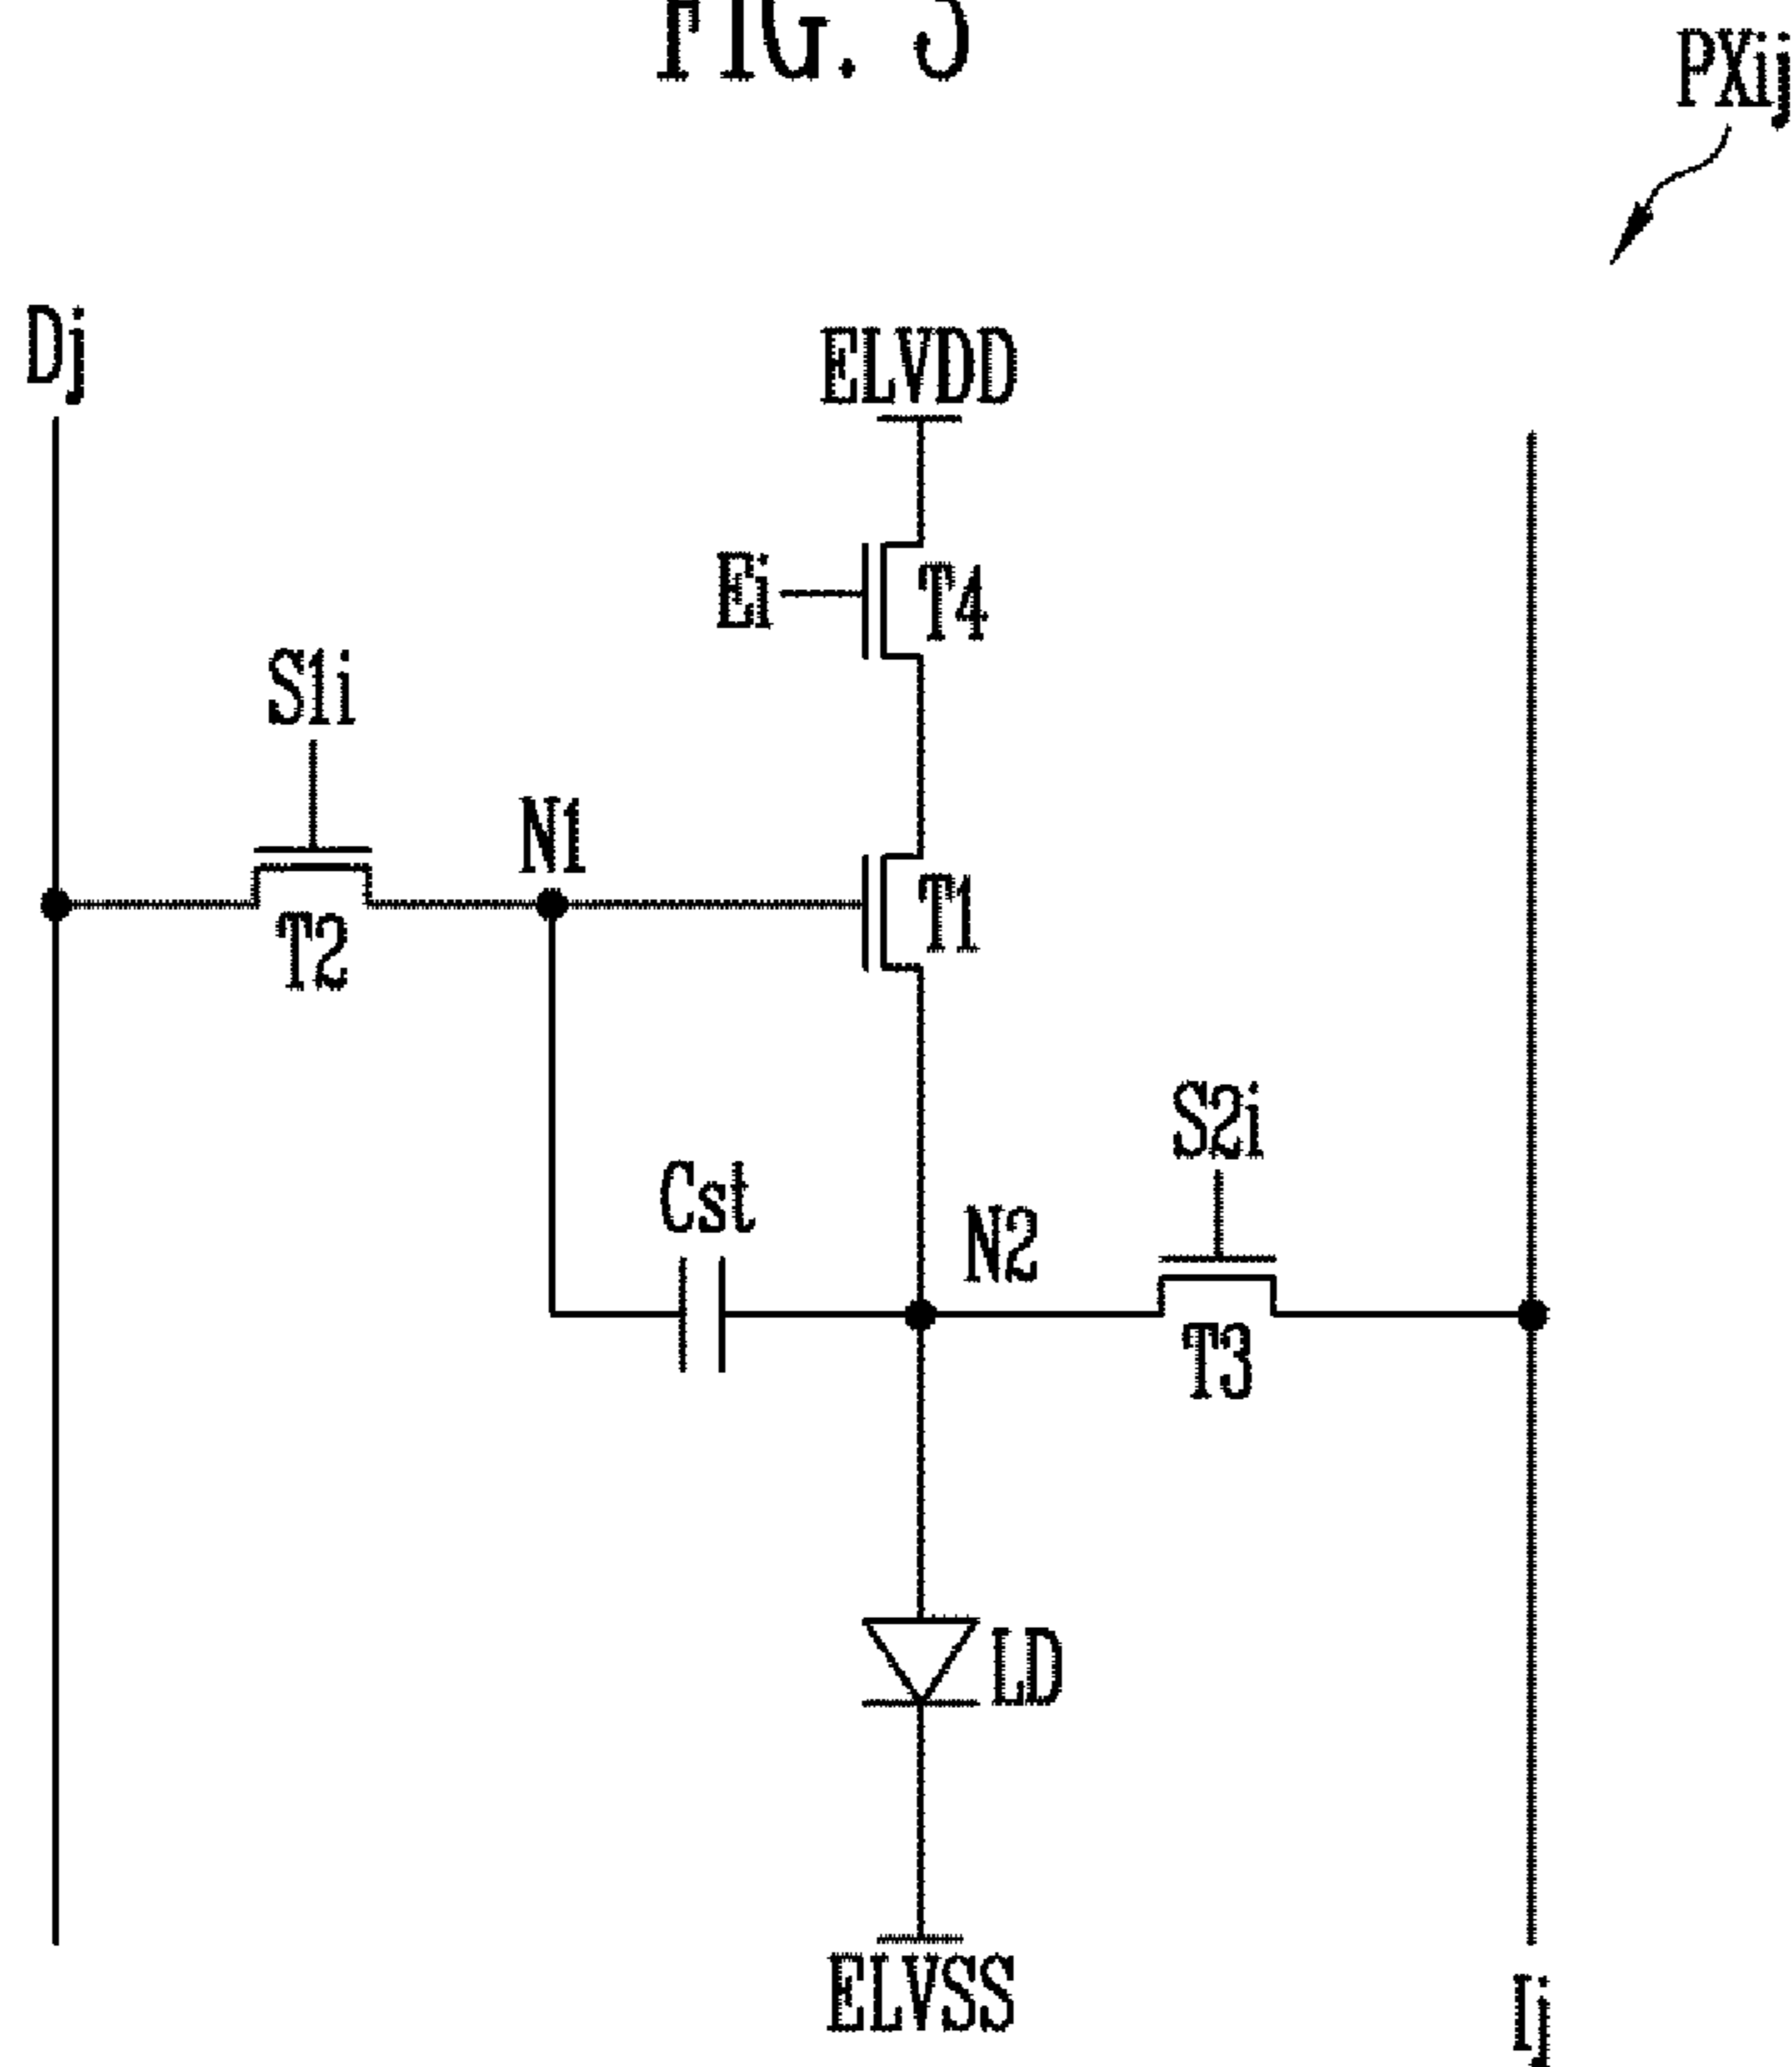 FIG. 5
PXij
Dj
ELVDD
Ei
T4
S1i
N1
T1
T2
S2i
Cst
N2
T3
LD
ELVSS
Ij